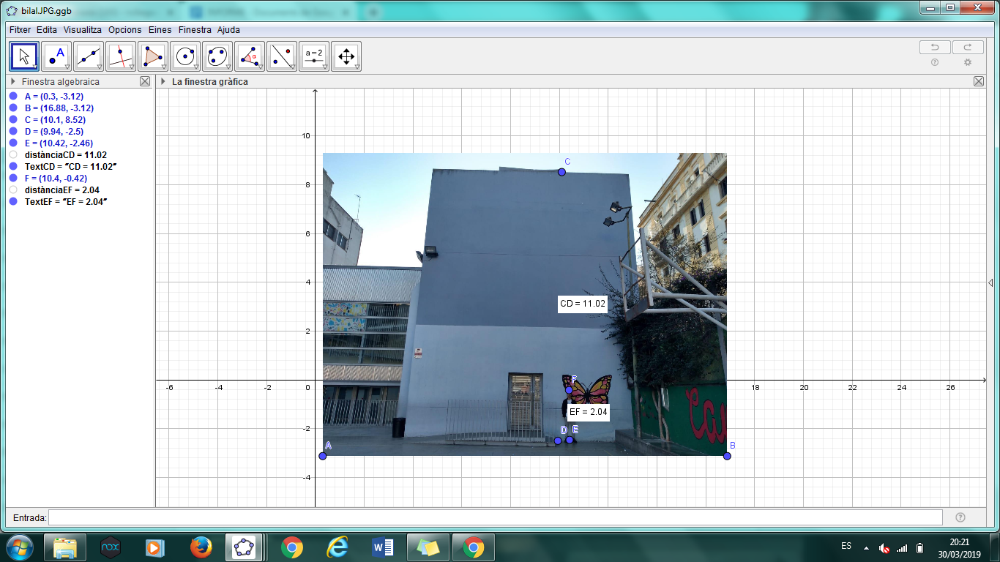 bilal.JPG.ggb
Fitxer Edita Visualitza Opcions Eines Finestra Ajuda
A
α
a = 2
Finestra algebraica
La finestra gràfica
A = (0.3, -3.12)
B = (16.88, -3.12)
C = (10.1, 8.52)
D = (9.94, -2.5)
E = (10.42, -2.46)
distànciaCD = 11.02
TextCD = “CD = 11.02”
F = (10.4, -0.42)
distànciaEF = 2.04
TextEF = “EF = 2.04”
10
8
6
4
2
0
-2
-4
-6 -4 -2 18 20 22 24 26
C
CD = 11.02
F
EF = 2.04
D E
A B
Entrada:
nox
ES
20:21
30/03/2019